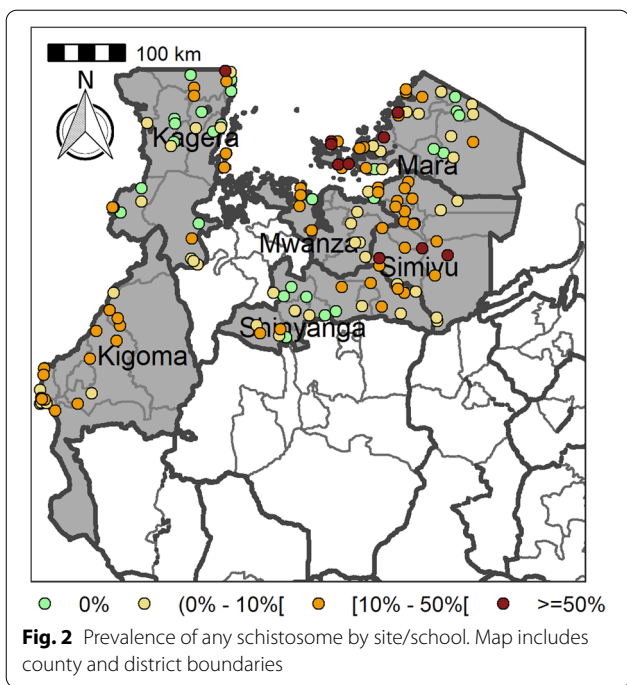 100 km
N
Kagera
Mara
Mwanza
Simiyu
Shinyanga
Kigoma
0% (0% - 10%[ [10% - 50%[ >=50%
Fig. 2 Prevalence of any schistosome by site/school. Map includes
county and district boundaries